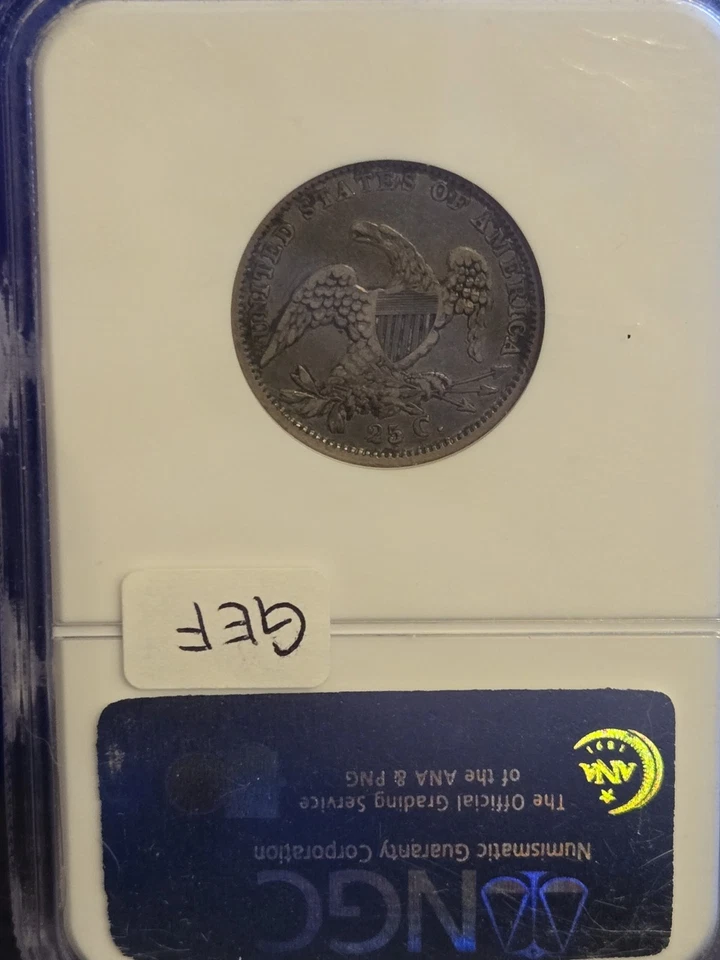 UNITED STATES OF AMERICA
25 C.
GEF
NGC
Numismatic Guaranty Corporation
The Official Grading Service
of the ANA & PNG
ANA
1891